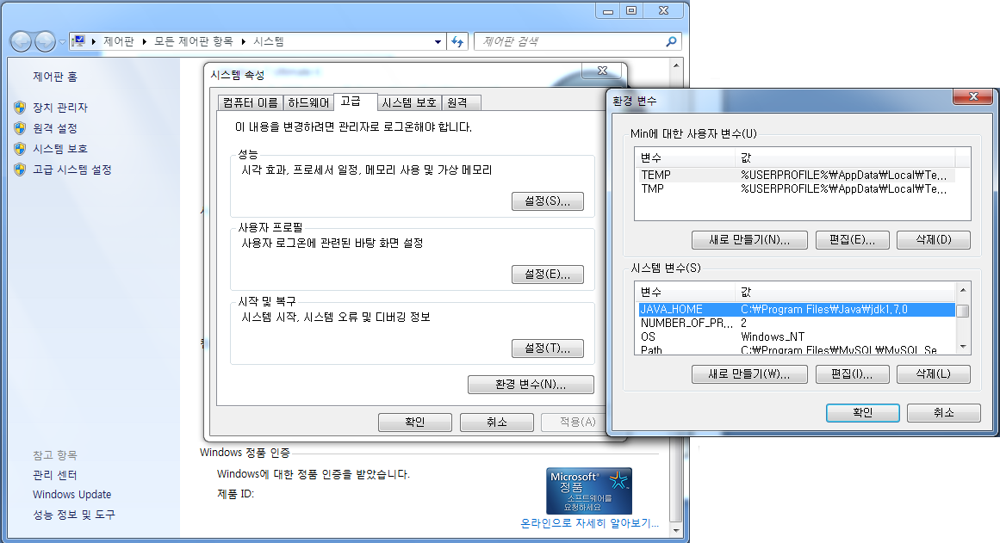 제어판 ▸ 모든 제어판 항목 ▸ 시스템
제어판 검색
제어판 홈
장치 관리자
원격 설정
시스템 보호
고급 시스템 설정
참고 항목
관리 센터
Windows Update
성능 정보 및 도구
시스템 속성
컴퓨터 이름 하드웨어 고급 시스템 보호 원격
이 내용을 변경하려면 관리자로 로그온해야 합니다.
성능
시각 효과, 프로세서 일정, 메모리 사용 및 가상 메모리
설정(S)...
사용자 프로필
사용자 로그온에 관련된 바탕 화면 설정
설정(E)...
시작 및 복구
시스템 시작, 시스템 오류 및 디버깅 정보
설정(T)...
환경 변수(N)...
확인 취소 적용(A)
Windows 정품 인증
Windows에 대한 정품 인증을 받았습니다.
제품 ID:
Microsoft®
정품
소프트웨어를
요청하세요
온라인으로 자세히 알아보기...
환경 변수
Min에 대한 사용자 변수(U)
변수 값
TEMP %USERPROFILE%₩AppData₩Local₩Te...
TMP %USERPROFILE%₩AppData₩Local₩Te...
새로 만들기(N)... 편집(E)... 삭제(D)
시스템 변수(S)
변수 값
JAVA_HOME C:₩Program Files₩Java₩jdk1.7.0
NUMBER_OF_PR... 2
OS Windows_NT
Path C:₩Program Files₩MySQL₩MySQL Se
새로 만들기(W)... 편집(I)... 삭제(L)
확인 취소